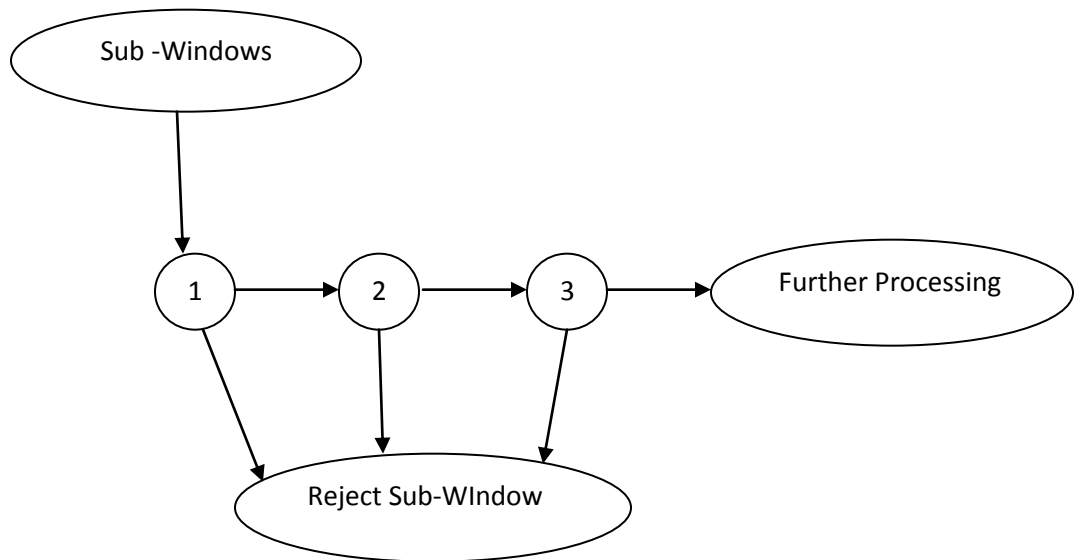 Sub -Windows
1
2
3
Further Processing
Reject Sub-WIndow